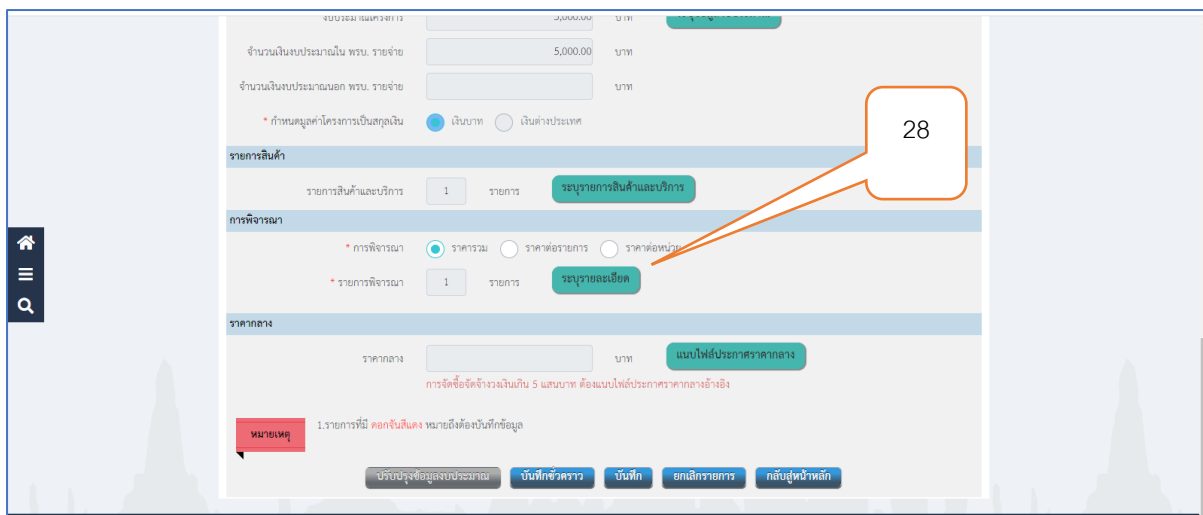 งบประมาณโครงการ 5,000.00 บาท
จำนวนเงินงบประมาณใน พรบ. รายจ่าย 5,000.00 บาท
จำนวนเงินงบประมาณนอก พรบ. รายจ่าย บาท
* กำหนดมูลค่าโครงการเป็นสกุลเงิน เงินบาท เงินต่างประเทศ
28
รายการสินค้า
รายการสินค้าและบริการ 1 รายการ ระบุรายการสินค้าและบริการ
การพิจารณา
* การพิจารณา ราคารวม ราคาต่อรายการ ราคาต่อหน่วย
* รายการพิจารณา 1 รายการ ระบุรายละเอียด
ราคากลาง
ราคากลาง บาท แนบไฟล์ประกาศราคากลาง
การจัดซื้อจัดจ้างวงเงินเกิน 5 แสนบาท ต้องแนบไฟล์ประกาศราคากลางอ้างอิง
หมายเหตุ 1.รายการที่มี ดอกจันสีแดง หมายถึงต้องบันทึกข้อมูล
ปรับปรุงข้อมูลงบประมาณ บันทึกชั่วคราว บันทึก ยกเลิกรายการ กลับสู่หน้าหลัก